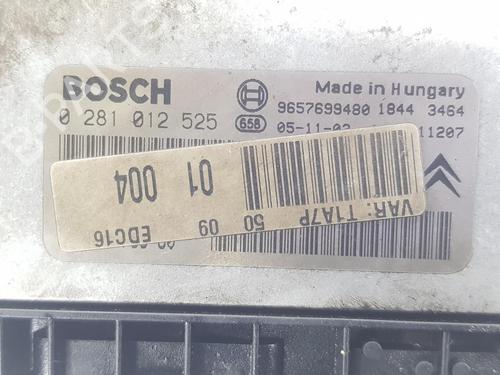 BOSCH
Made in Hungary
0 281 012 525
658
9657699480 1844 3464
05-11-02
11207
01 004
VAR: T1A7P
50 09
EDC16